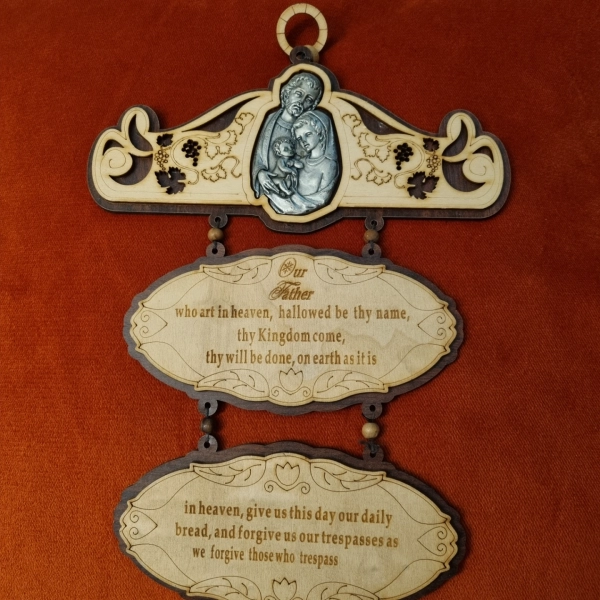 Our
Father
who art in heaven, hallowed be thy name,
thy Kingdom come,
thy will be done, on earth as it is
in heaven, give us this day our daily
bread, and forgive us our trespasses as
we forgive those who trespass